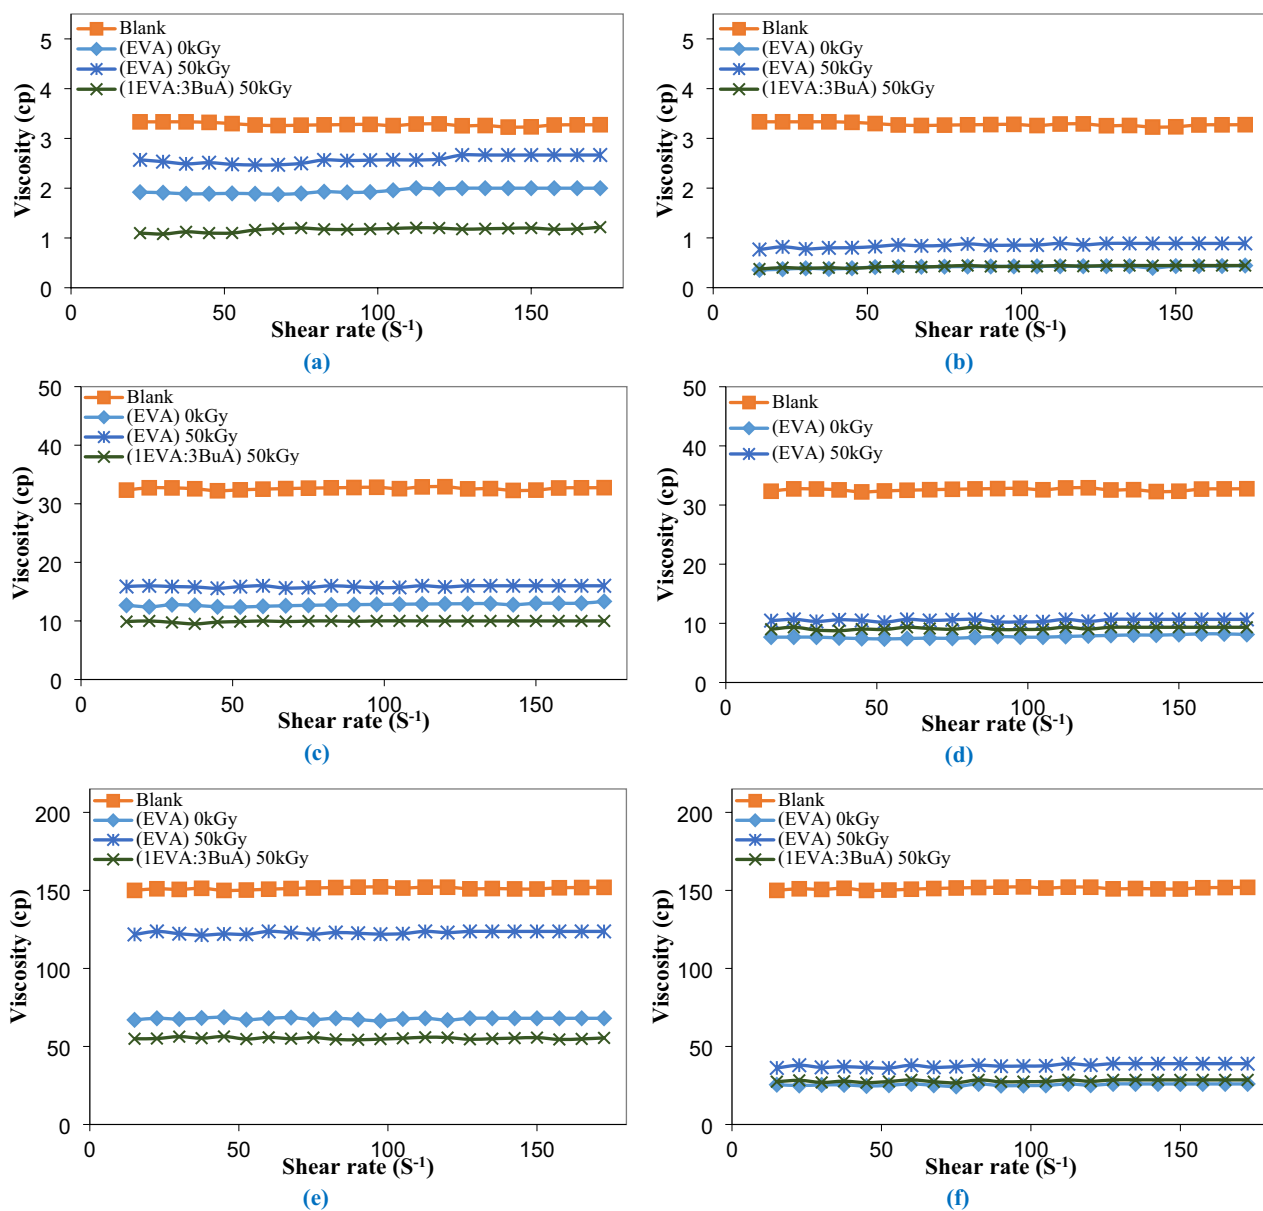 Blank
(EVA) 0kGy
(EVA) 50kGy
(1EVA:3BuA) 50kGy
Viscosity (cp)
5
4
3
2
1
0
0 50 100 150
Shear rate (S⁻¹)
(a)
Blank
(EVA) 0kGy
(EVA) 50kGy
(1EVA:3BuA) 50kGy
Viscosity (cp)
5
4
3
2
1
0
0 50 100 150
Shear rate (S⁻¹)
(b)
Blank
(EVA) 0kGy
(EVA) 50kGy
(1EVA:3BuA) 50kGy
Viscosity (cp)
50
40
30
20
10
0
0 50 100 150
Shear rate (S⁻¹)
(c)
Blank
(EVA) 0kGy
(EVA) 50kGy
Viscosity (cp)
50
40
30
20
10
0
0 50 100 150
Shear rate (S⁻¹)
(d)
Blank
(EVA) 0kGy
(EVA) 50kGy
(1EVA:3BuA) 50kGy
Viscosity (cp)
200
150
100
50
0
0 50 100 150
Shear rate (S⁻¹)
(e)
Blank
(EVA) 0kGy
(EVA) 50kGy
(1EVA:3BuA) 50kGy
Viscosity (cp)
200
150
100
50
0
0 50 100 150
Shear rate (S⁻¹)
(f)